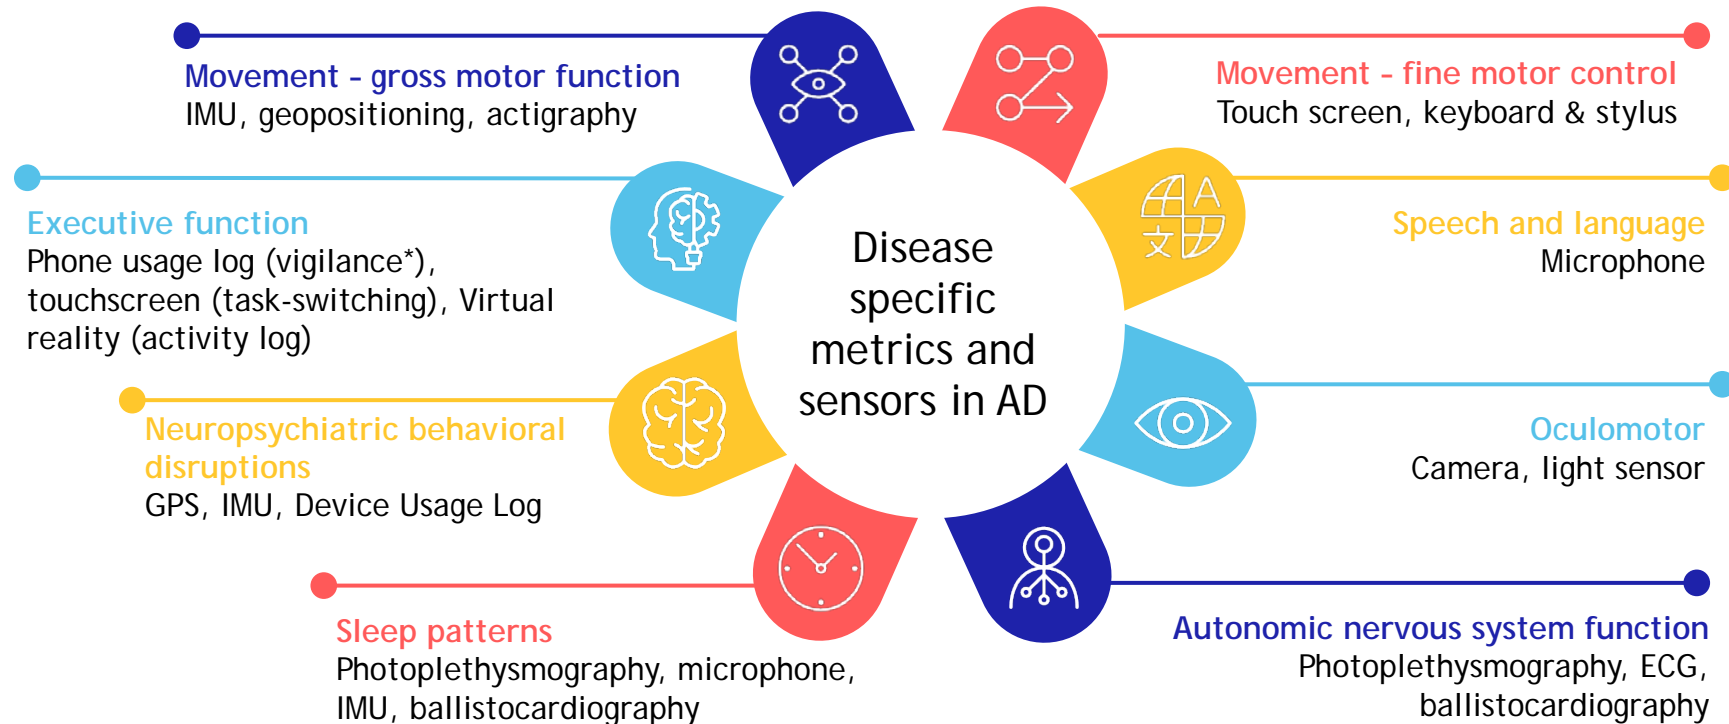 Movement - gross motor function
IMU, geopositioning, actigraphy
Executive function
Phone usage log (vigilance*),
touchscreen (task-switching), Virtual
reality (activity log)
Neuropsychiatric behavioral
disruptions
GPS, IMU, Device Usage Log
Sleep patterns
Photoplethysmography, microphone,
IMU, ballistocardiography
Disease
specific
metrics and
sensors in AD
Movement - fine motor control
Touch screen, keyboard & stylus
A
文
Speech and language
Microphone
Oculomotor
Camera, light sensor
Autonomic nervous system function
Photoplethysmography, ECG,
ballistocardiography